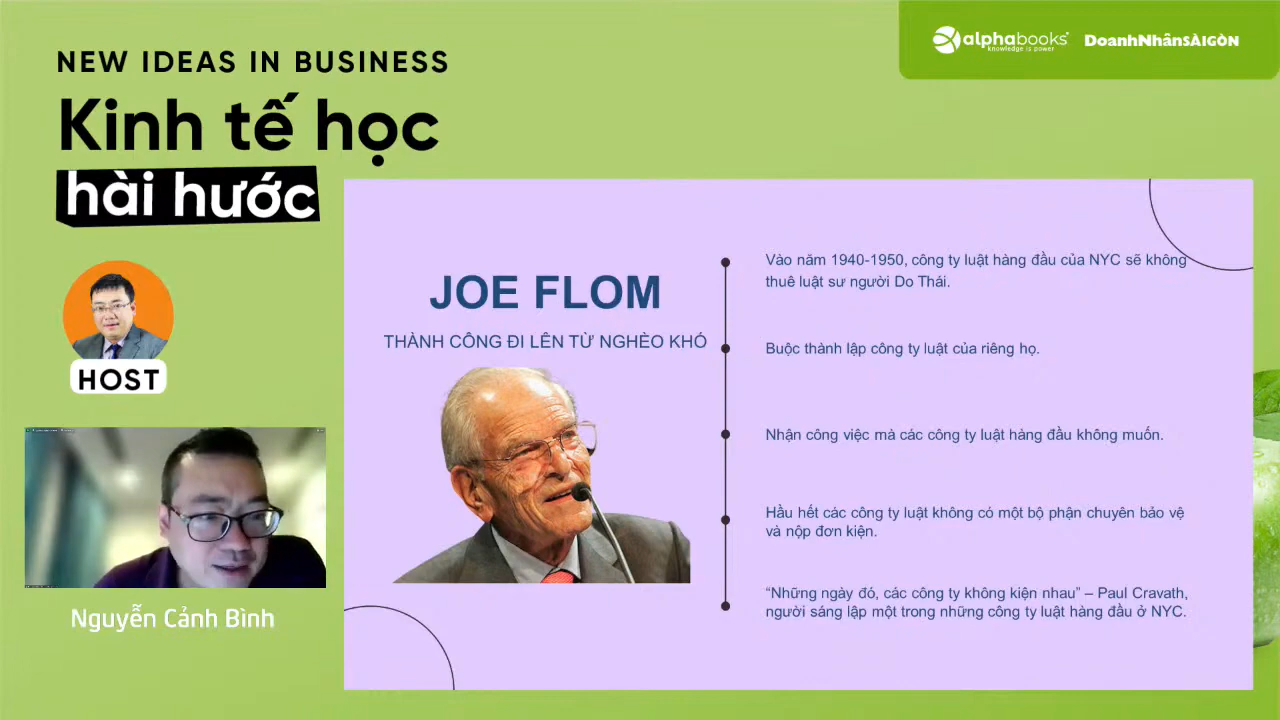 NEW IDEAS IN BUSINESS
Kinh tế học
hài hước
alphabooks
knowledge is power
DoanhNhânSÀIGÒN
HOST
Nguyễn Cảnh Bình
JOE FLOM
THÀNH CÔNG ĐI LÊN TỪ NGHÈO KHÓ
Vào năm 1940-1950, công ty luật hàng đầu của NYC sẽ không
thuê luật sư người Do Thái.
Buộc thành lập công ty luật của riêng họ.
Nhận công việc mà các công ty luật hàng đầu không muốn.
Hầu hết các công ty luật không có một bộ phận chuyên bảo vệ
và nộp đơn kiện.
“Những ngày đó, các công ty không kiện nhau” – Paul Cravath,
người sáng lập một trong những công ty luật hàng đầu ở NYC.